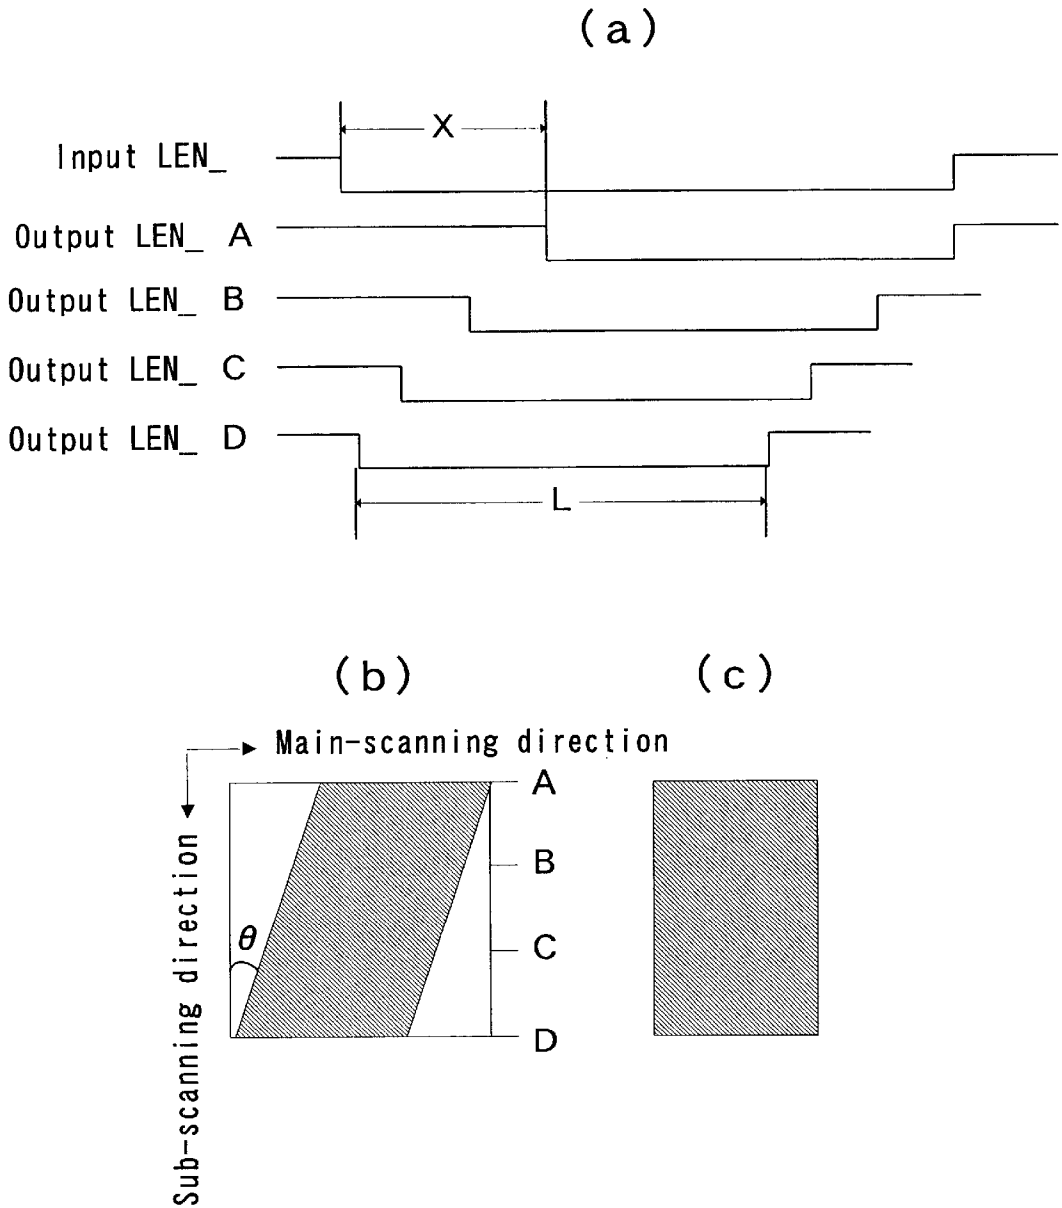 (a)
X
Input LEN_
Output LEN_ A
Output LEN_ B
Output LEN_ C
Output LEN_ D
L
(b)
(c)
Main-scanning direction
A
B
C
D
θ
Sub-scanning direction